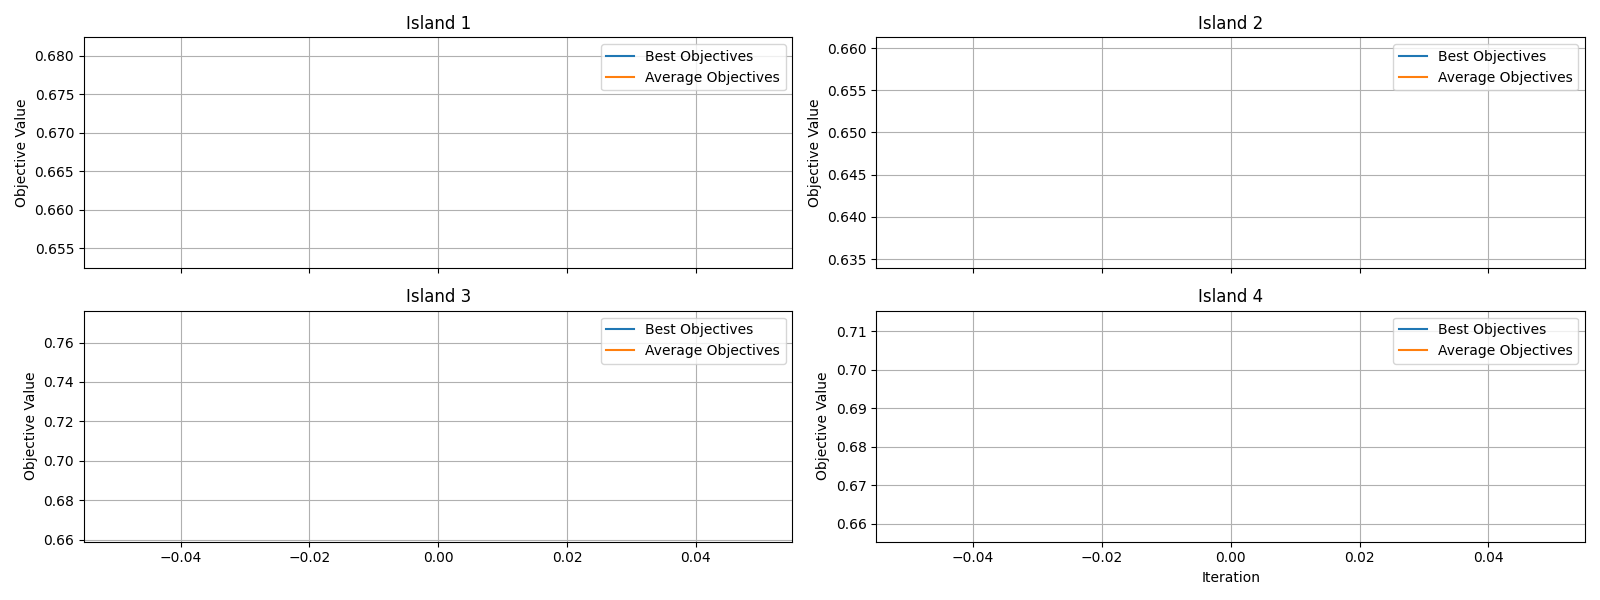 Island 1
Objective Value
0.680
0.675
0.670
0.665
0.660
0.655
Best Objectives
Average Objectives
Island 2
Objective Value
0.660
0.655
0.650
0.645
0.640
0.635
Best Objectives
Average Objectives
Island 3
Objective Value
0.76
0.74
0.72
0.70
0.68
0.66
Best Objectives
Average Objectives
−0.04 −0.02 0.00 0.02 0.04
Island 4
Objective Value
0.71
0.70
0.69
0.68
0.67
0.66
Best Objectives
Average Objectives
−0.04 −0.02 0.00 0.02 0.04
Iteration